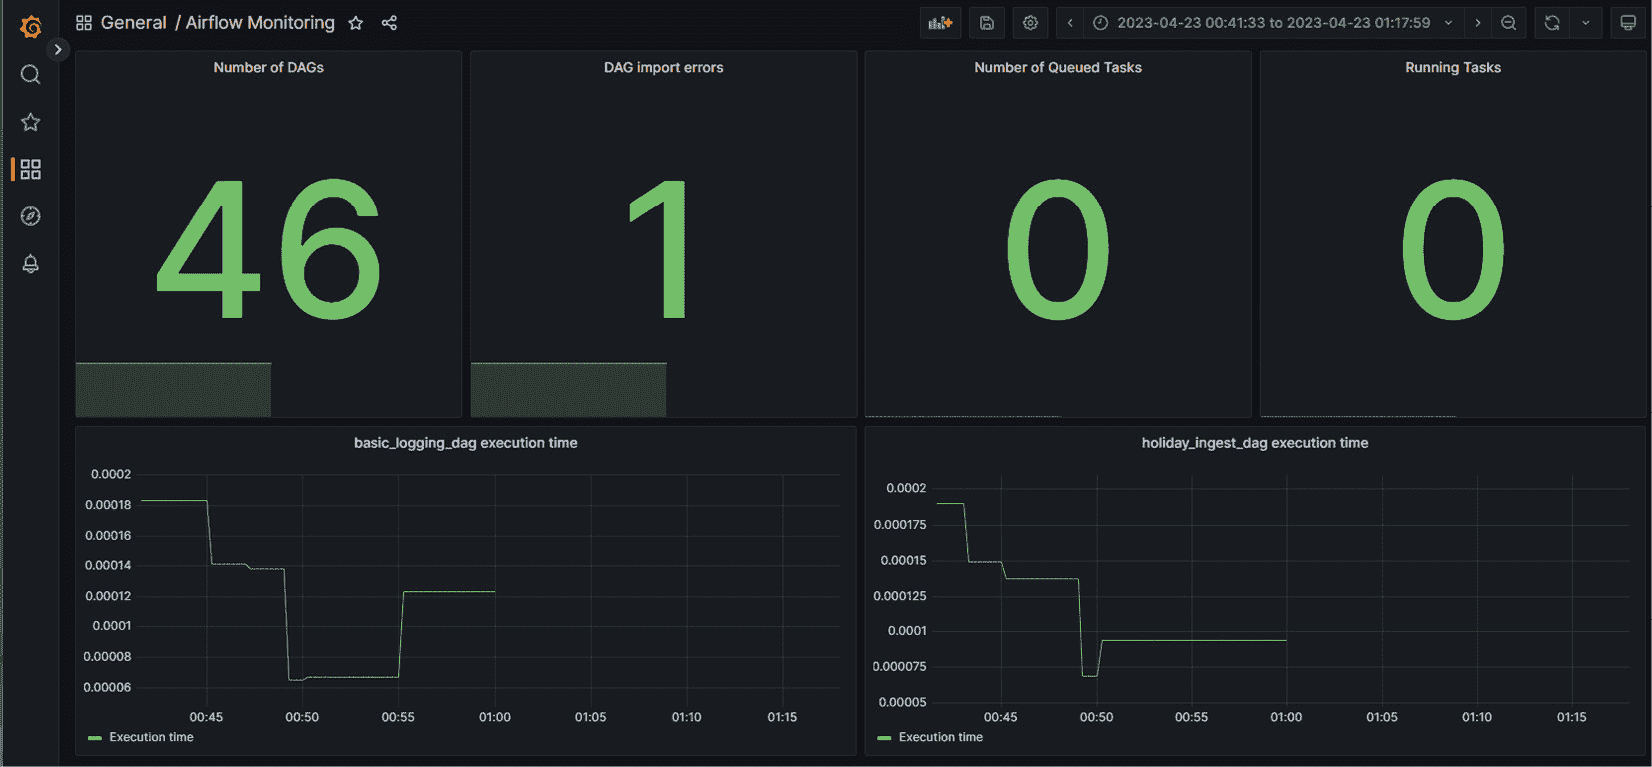 General / Airflow Monitoring
2023-04-23 00:41:33 to 2023-04-23 01:17:59
Number of DAGs
46
DAG import errors
1
Number of Queued Tasks
0
Running Tasks
0
basic_logging_dag execution time
0.0002
0.00018
0.00016
0.00014
0.00012
0.0001
0.00008
0.00006
00:45 00:50 00:55 01:00 01:05 01:10 01:15
Execution time
holiday_ingest_dag execution time
0.0002
0.000175
0.00015
0.000125
0.0001
0.000075
0.00005
00:45 00:50 00:55 01:00 01:05 01:10 01:15
Execution time